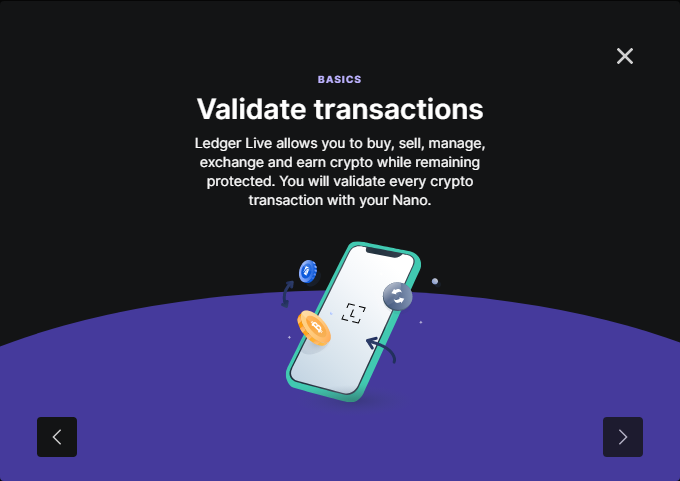 BASICS
Validate transactions
Ledger Live allows you to buy, sell, manage,
exchange and earn crypto while remaining
protected. You will validate every crypto
transaction with your Nano.